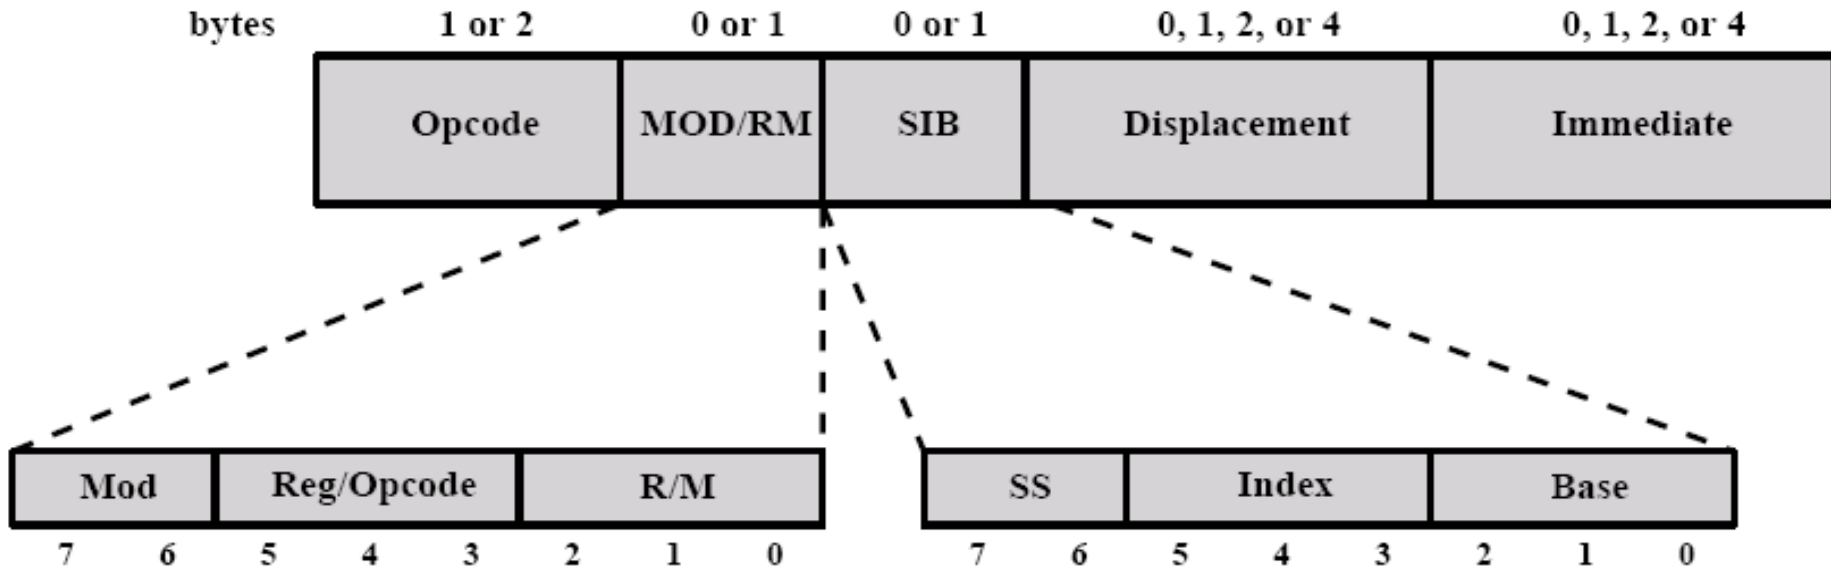 bytes 1 or 2 0 or 1 0 or 1 0, 1, 2, or 4 0, 1, 2, or 4
Opcode MOD/RM SIB Displacement Immediate
Mod Reg/Opcode R/M SS Index Base
7 6 5 4 3 2 1 0 7 6 5 4 3 2 1 0